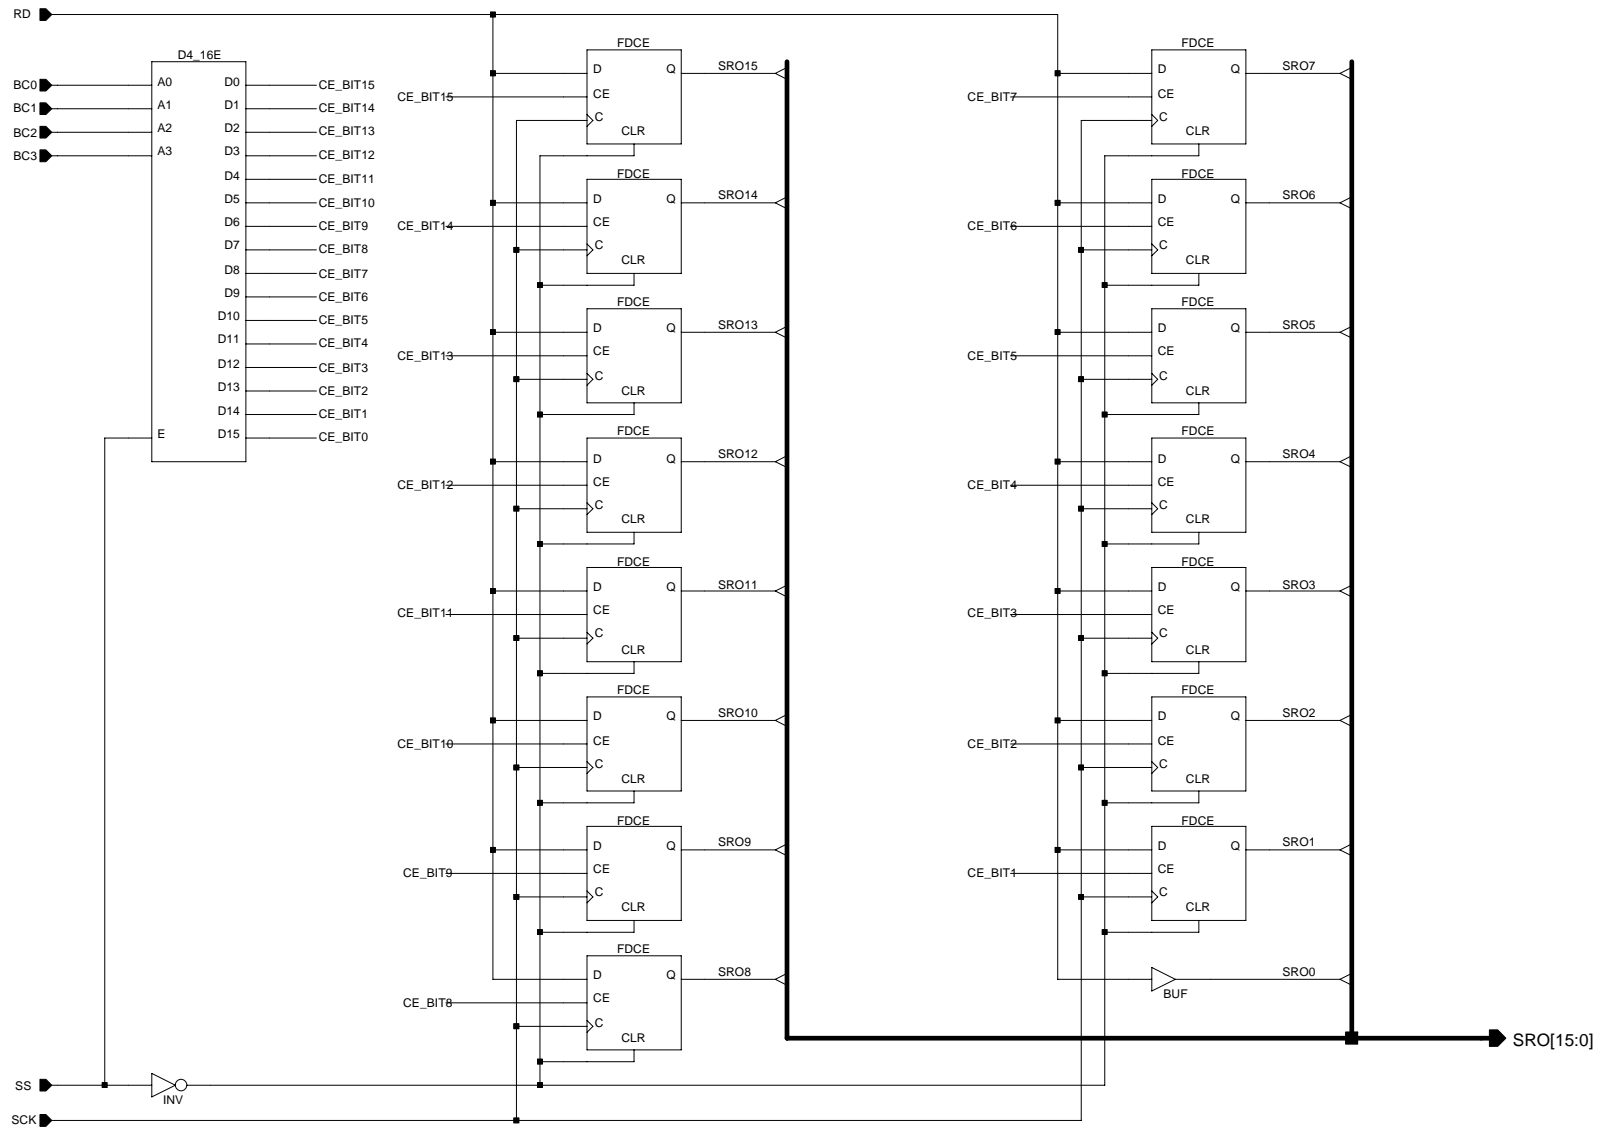 RD
D4_16E
BC0 A0 D0 CE_BIT15
BC1 A1 D1 CE_BIT14
BC2 A2 D2 CE_BIT13
BC3 A3 D3 CE_BIT12
D4 CE_BIT11
D5 CE_BIT10
D6 CE_BIT9
D7 CE_BIT8
D8 CE_BIT7
D9 CE_BIT6
D10 CE_BIT5
D11 CE_BIT4
D12 CE_BIT3
D13 CE_BIT2
D14 CE_BIT1
E D15 CE_BIT0
FDCE
D Q SRO15
CE_BIT15 CE
C
CLR
FDCE
D Q SRO14
CE_BIT14 CE
C
CLR
FDCE
D Q SRO13
CE_BIT13 CE
C
CLR
FDCE
D Q SRO12
CE_BIT12 CE
C
CLR
FDCE
D Q SRO11
CE_BIT11 CE
C
CLR
FDCE
D Q SRO10
CE_BIT10 CE
C
CLR
FDCE
D Q SRO9
CE_BIT9 CE
C
CLR
FDCE
D Q SRO8
CE_BIT8 CE
C
CLR
FDCE
D Q SRO7
CE_BIT7 CE
C
CLR
FDCE
D Q SRO6
CE_BIT6 CE
C
CLR
FDCE
D Q SRO5
CE_BIT5 CE
C
CLR
FDCE
D Q SRO4
CE_BIT4 CE
C
CLR
FDCE
D Q SRO3
CE_BIT3 CE
C
CLR
FDCE
D Q SRO2
CE_BIT2 CE
C
CLR
FDCE
D Q SRO1
CE_BIT1 CE
C
CLR
SRO0
BUF
SRO[15:0]
SS
INV
SCK